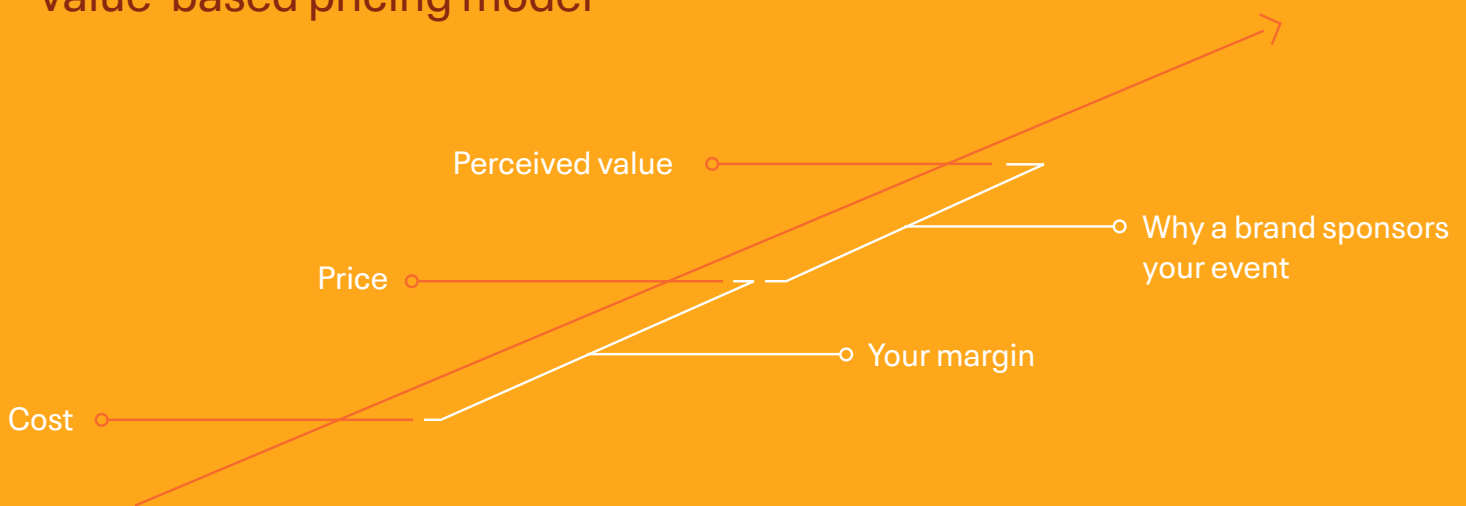 Value-based pricing model
Perceived value
Why a brand sponsors
your event
Price
Your margin
Cost